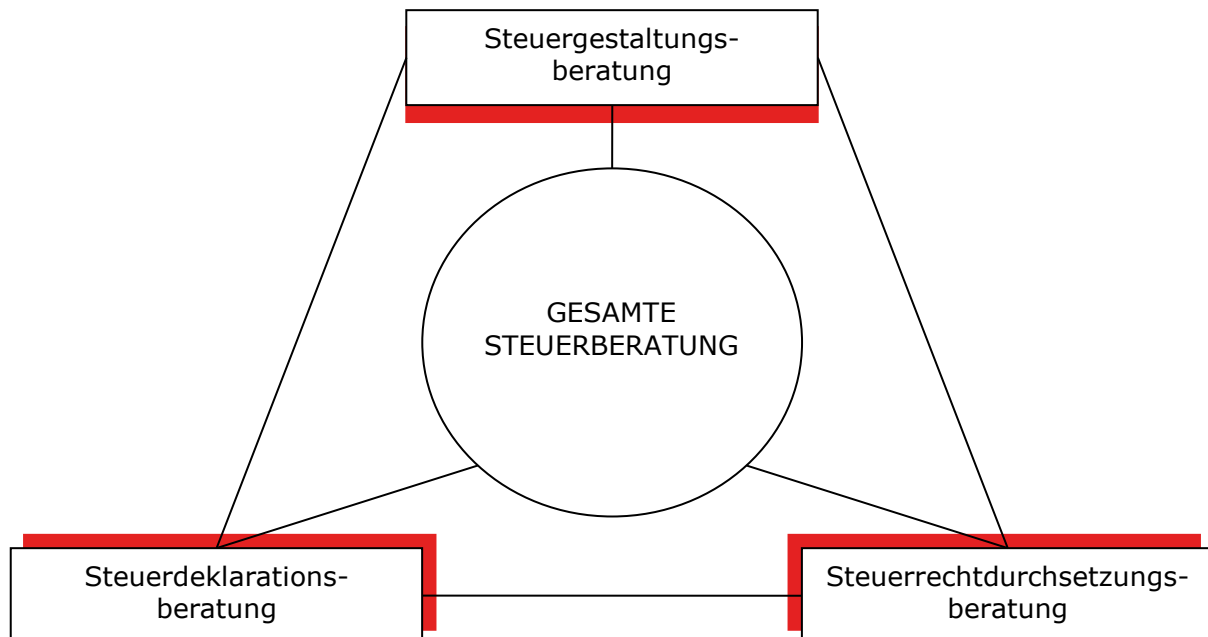 Steuergestaltungs-
beratung
GESAMTE
STEUERBERATUNG
Steuerdeklarations-
beratung
Steuerrechtdurchsetzungs-
beratung